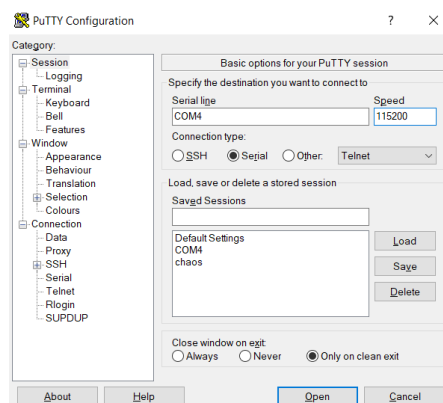 PuTTY Configuration ? ×
Category:
Session
Logging
Terminal
Keyboard
Bell
Features
Window
Appearance
Behaviour
Translation
Selection
Colours
Connection
Data
Proxy
SSH
Serial
Telnet
Rlogin
SUPDUP
Basic options for your PuTTY session
Specify the destination you want to connect to
Serial line Speed
COM4 115200
Connection type:
SSH Serial Other: Telnet
Load, save or delete a stored session
Saved Sessions
Default Settings
COM4
chaos
Load
Save
Delete
Close window on exit:
Always Never Only on clean exit
About Help Open Cancel